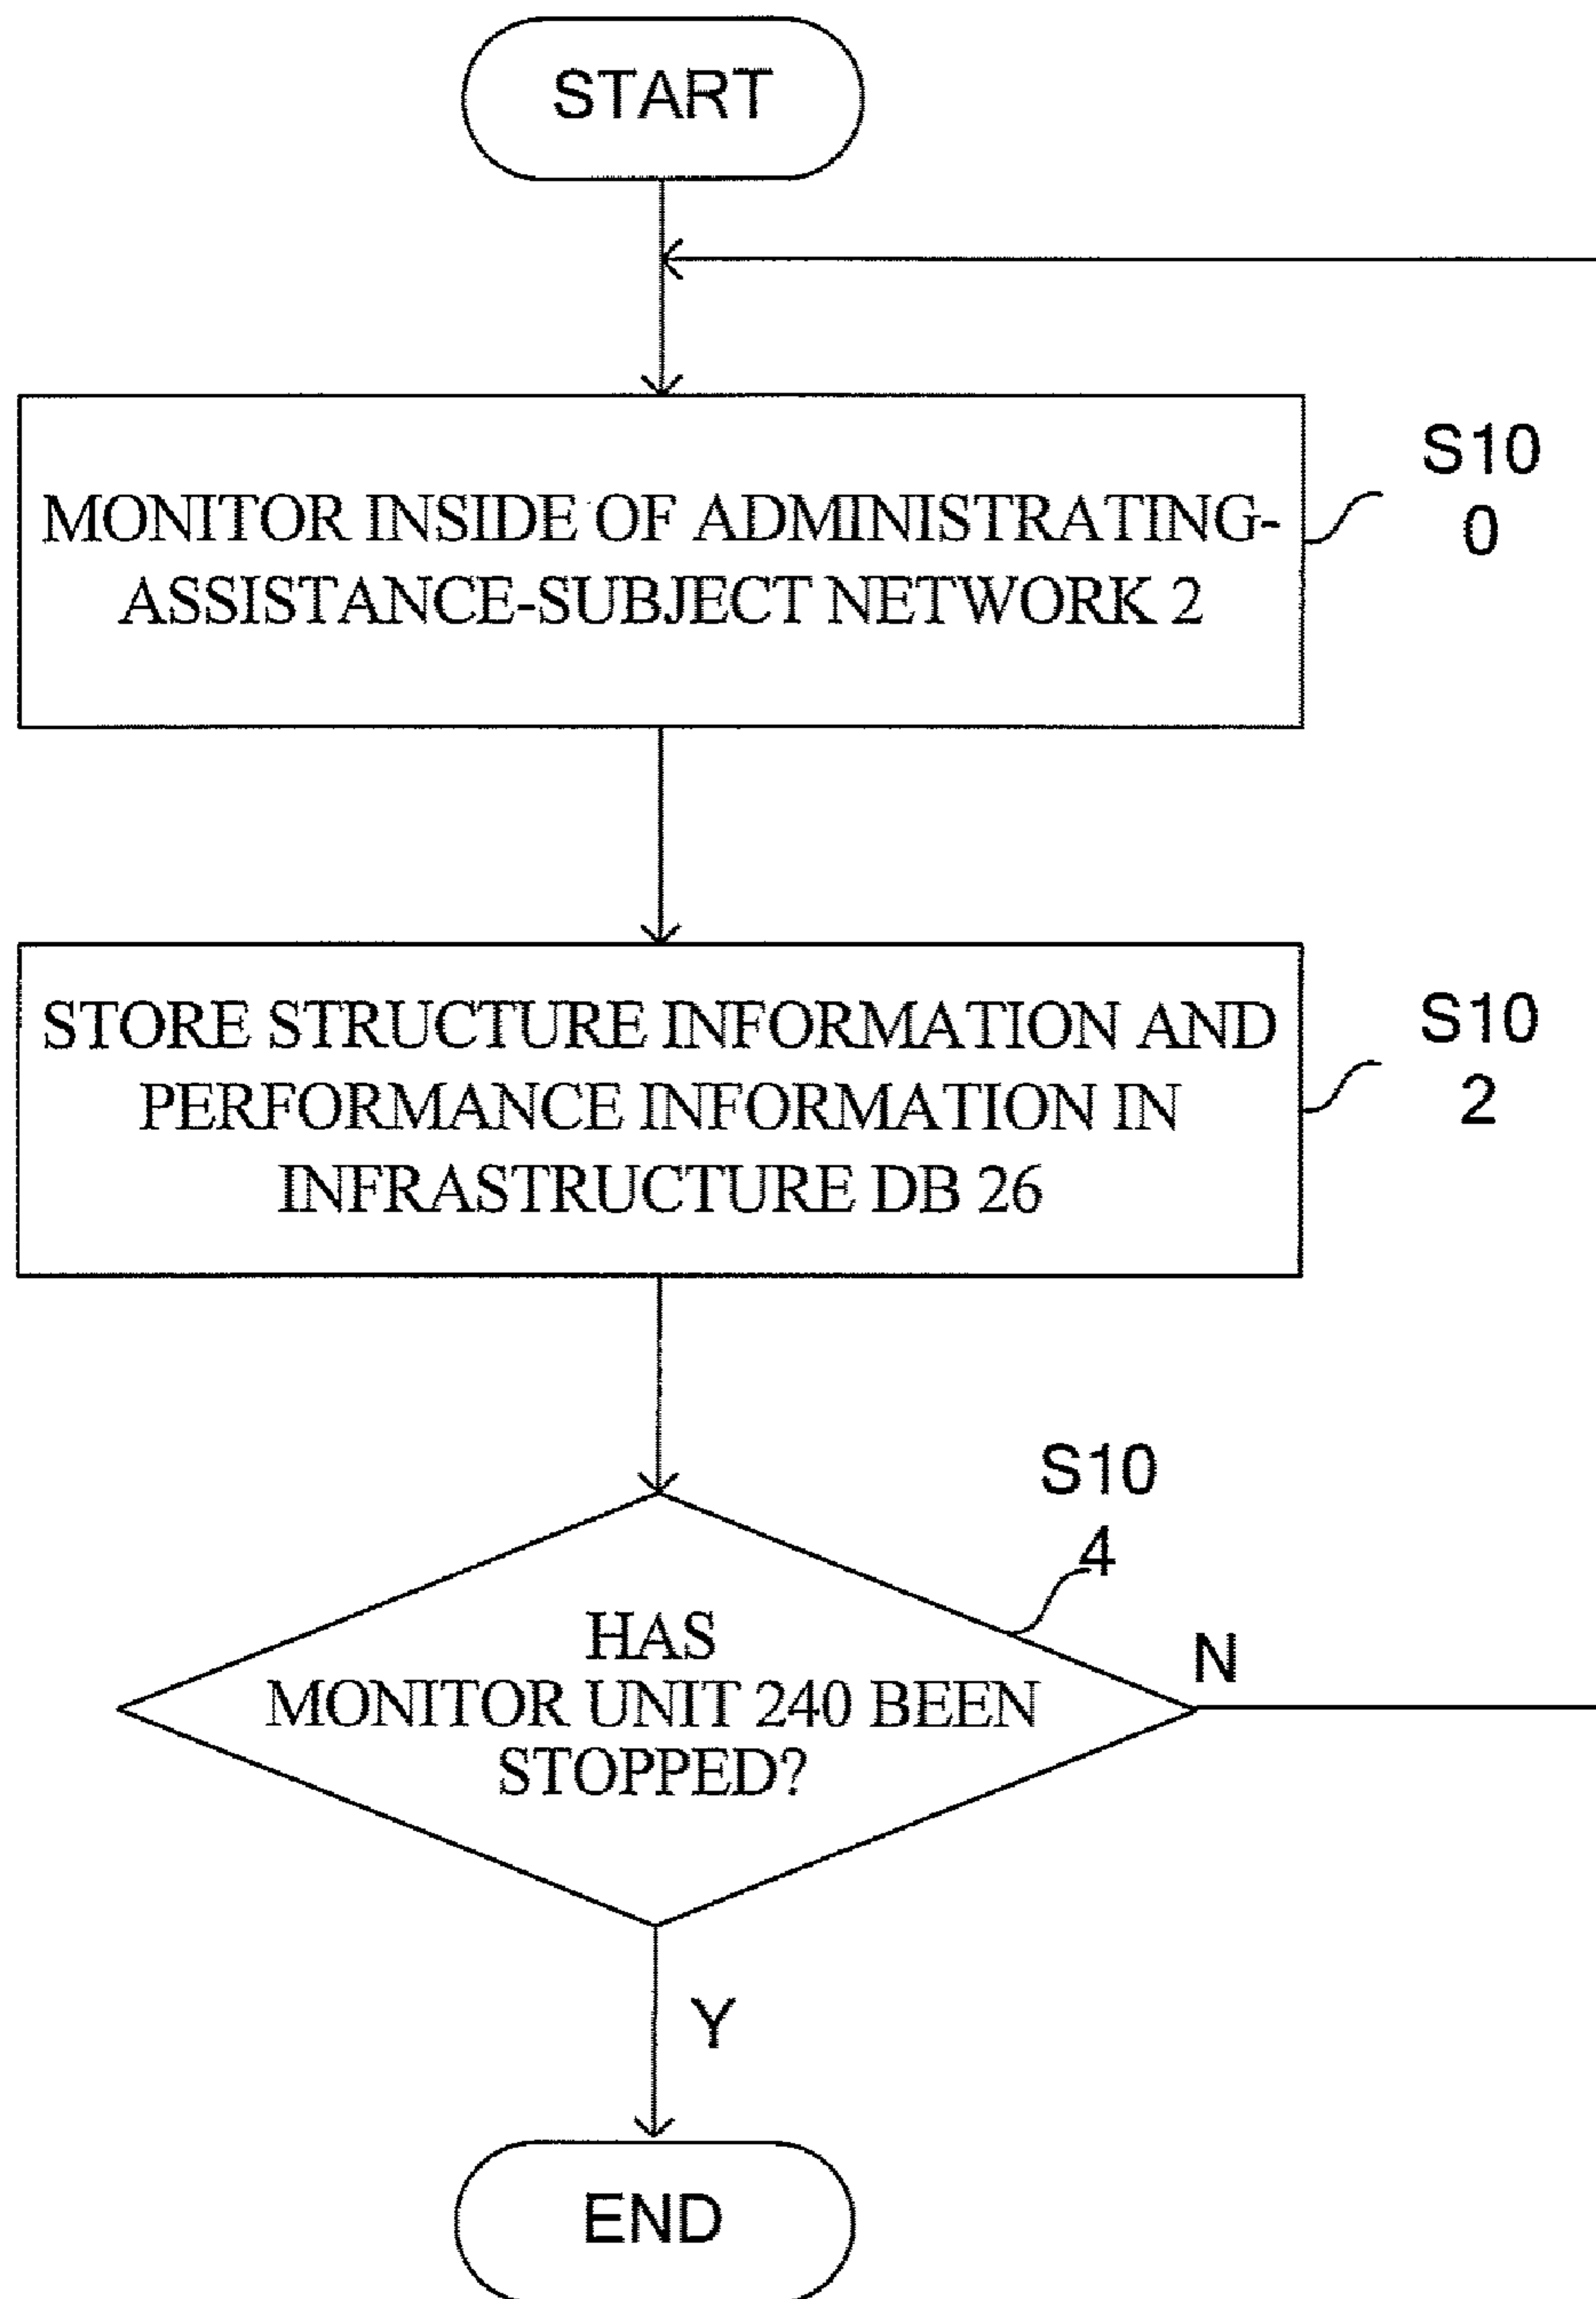 START
MONITOR INSIDE OF ADMINISTRATING-
ASSISTANCE-SUBJECT NETWORK 2
S10
0
STORE STRUCTURE INFORMATION AND
PERFORMANCE INFORMATION IN
INFRASTRUCTURE DB 26
S10
2
S10
4
HAS
MONITOR UNIT 240 BEEN
STOPPED?
N
Y
END